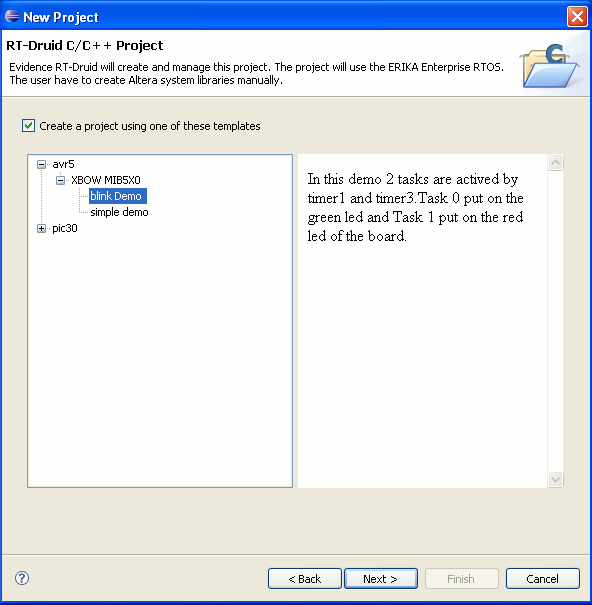 New Project
RT-Druid C/C++ Project
Evidence RT-Druid will create and manage this project. The project will use the ERIKA Enterprise RTOS.
The user have to create Altera system libraries manually.
Create a project using one of these templates
avr5
XBOW MIB5X0
blink Demo
simple demo
pic30
In this demo 2 tasks are actived by
timer1 and timer3.Task 0 put on the
green led and Task 1 put on the red
led of the board.
< Back
Next >
Finish
Cancel